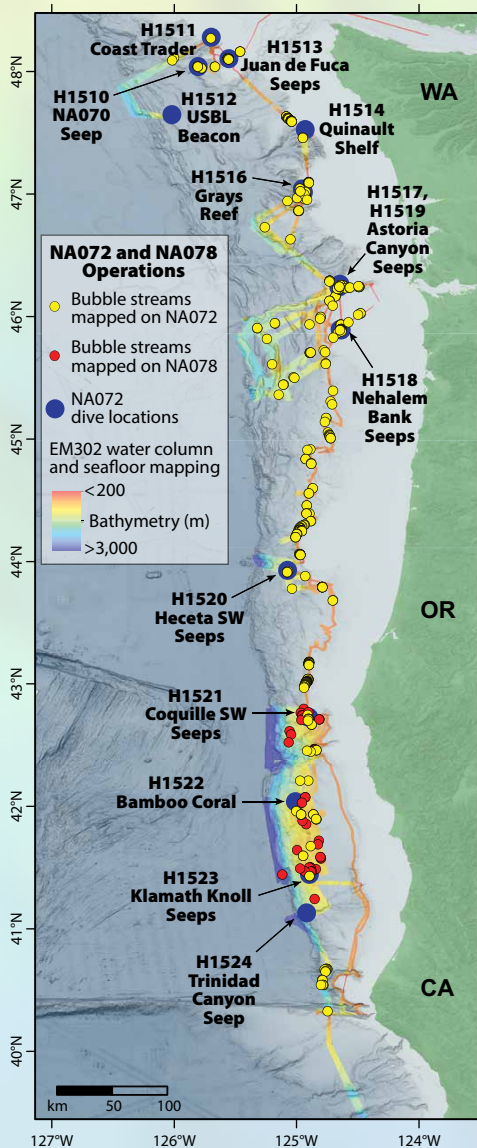 H1511
Coast Trader
H1513
Juan de Fuca
Seeps
WA
H1510
NA070
Seep
H1512
USBL
Beacon
H1514
Quinault
Shelf
H1516
Grays
Reef
H1517,
H1519
Astoria
Canyon
Seeps
NA072 and NA078
Operations
Bubble streams
mapped on NA072
Bubble streams
mapped on NA078
NA072
dive locations
EM302 water column
and seafloor mapping
<200
Bathymetry (m)
>3,000
H1518
Nehalem
Bank
Seeps
H1520
Heceta SW
Seeps
OR
H1521
Coquille SW
Seeps
H1522
Bamboo Coral
H1523
Klamath Knoll
Seeps
H1524
Trinidad
Canyon
Seep
CA
48°N
47°N
46°N
45°N
44°N
43°N
42°N
41°N
40°N
km 50 100
127°W 126°W 125°W 124°W